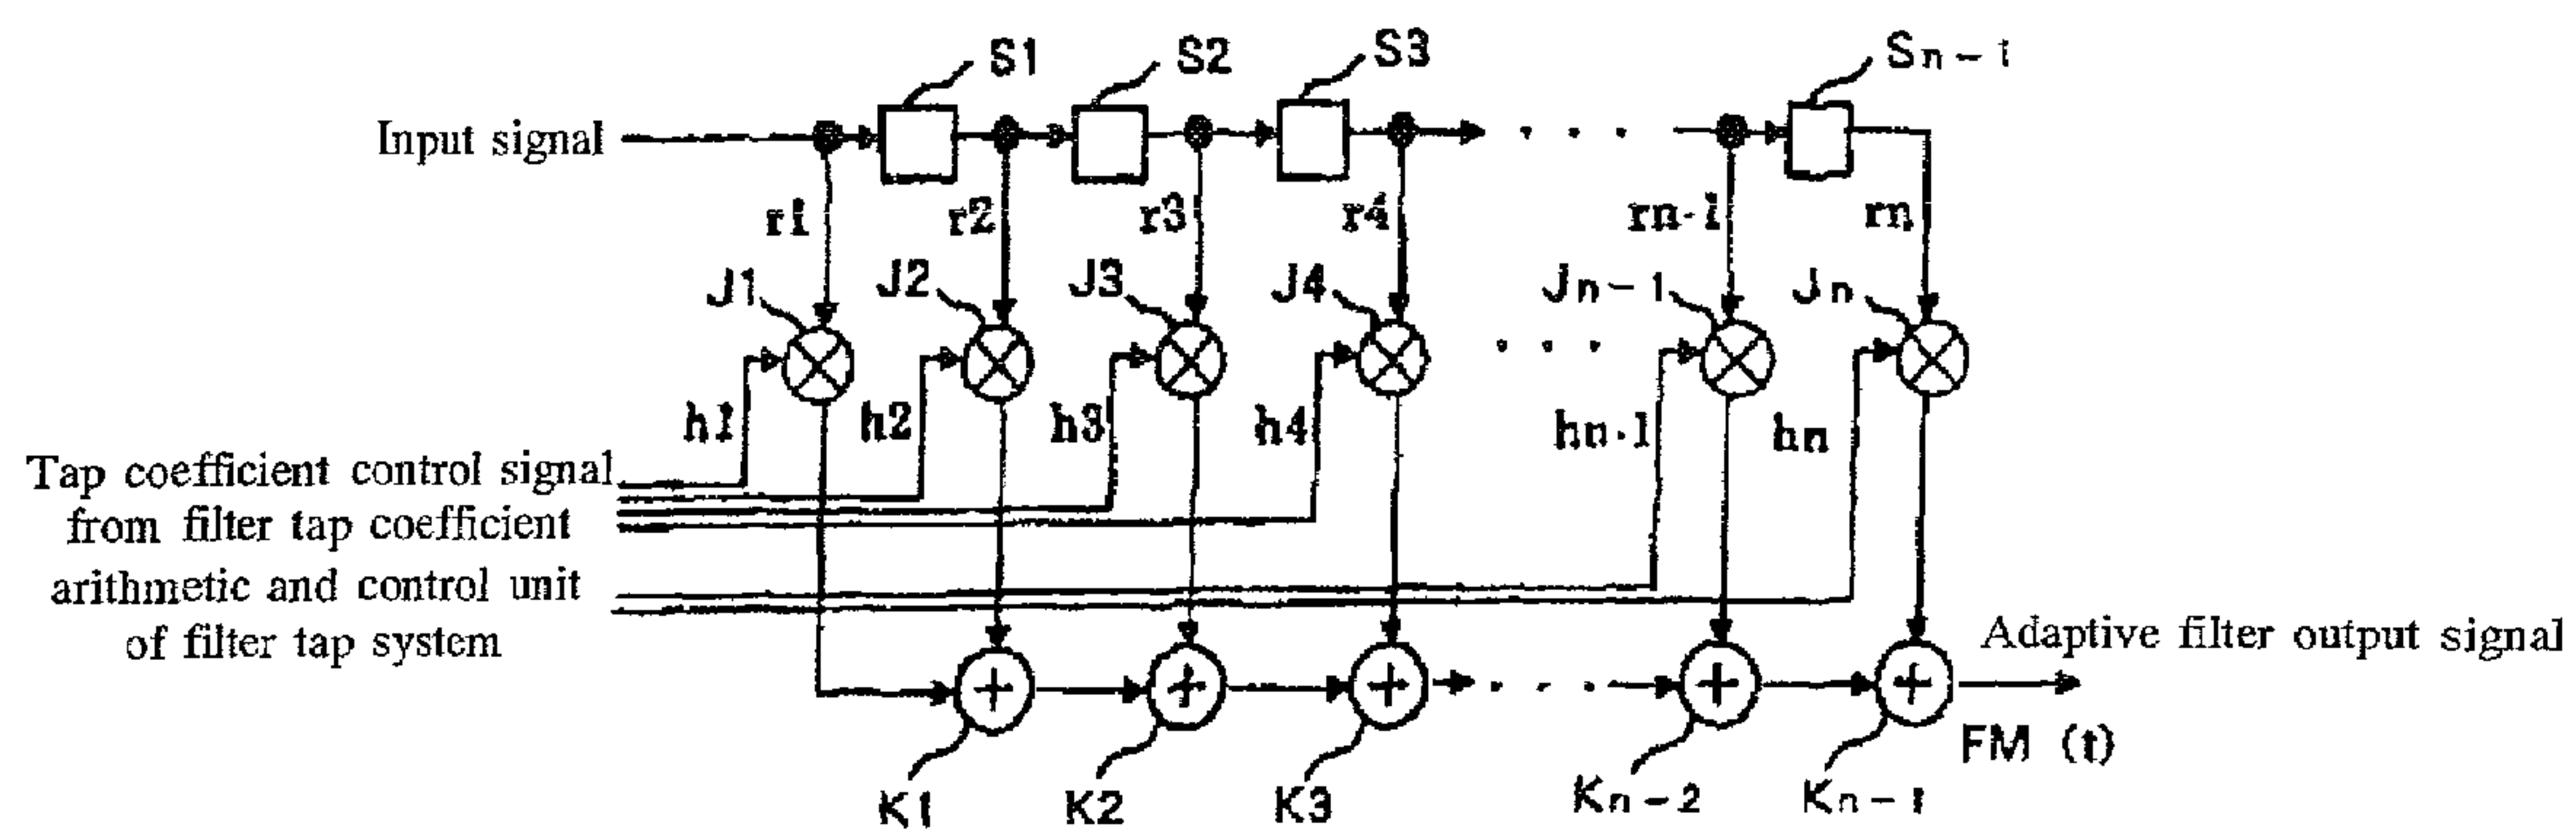 S1 S2 S3 Sn-1
Input signal
r1 r2 r3 r4 rn-1 rn
J1 J2 J3 J4 Jn-1 Jn
h1 h2 h3 h4 hn-1 hn
Tap coefficient control signal
from filter tap coefficient
arithmetic and control unit
of filter tap system
Adaptive filter output signal
FM (t)
K1 K2 K3 Kn-2 Kn-1